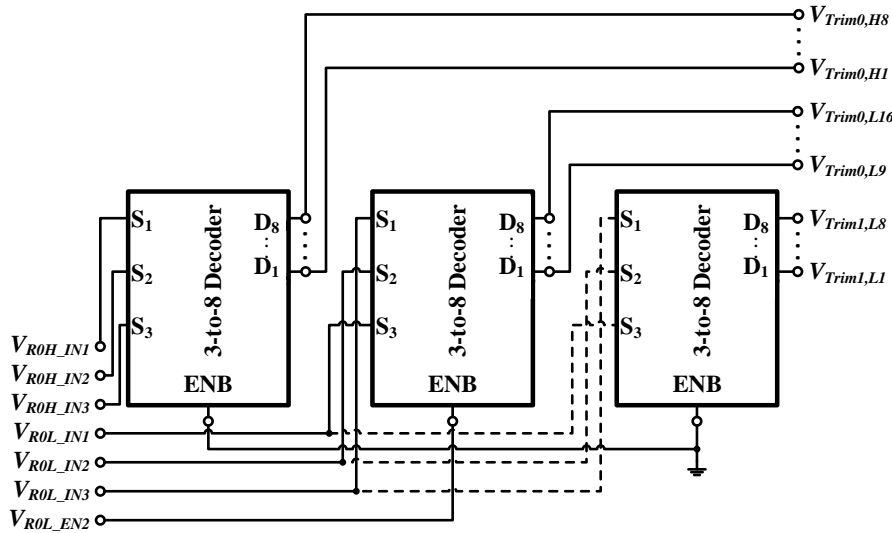 V_Trim0,H8
V_Trim0,H1
V_Trim0,L16
V_Trim0,L9
3-to-8 Decoder
S1
S2
S3
D8
D1
ENB
3-to-8 Decoder
S1
S2
S3
D8
D1
ENB
3-to-8 Decoder
S1
S2
S3
D8
D1
ENB
V_Trim1,L8
V_Trim1,L1
V_R0H_IN1
V_R0H_IN2
V_R0H_IN3
V_R0L_IN1
V_R0L_IN2
V_R0L_IN3
V_R0L_EN2